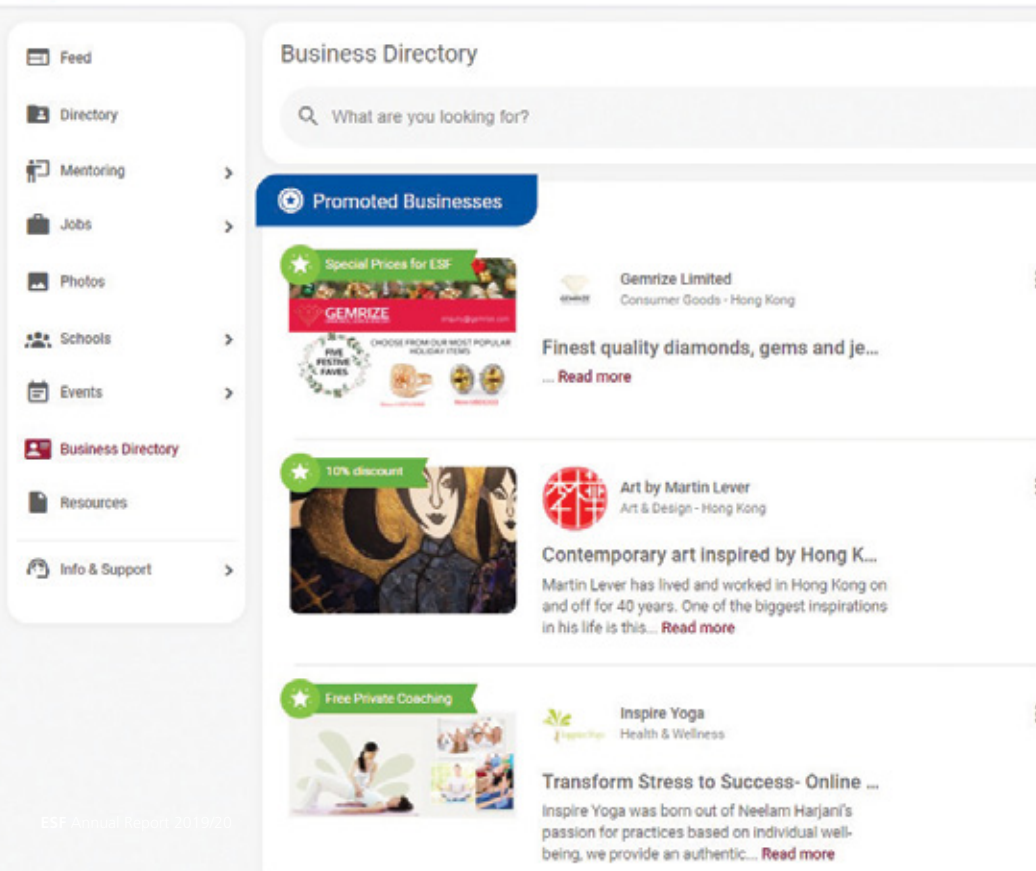 Feed
Directory
Mentoring
Jobs
Photos
Schools
Events
Business Directory
Resources
Info & Support
ESF Annual Report 2019/20
Business Directory
What are you looking for?
Promoted Businesses
Special Prices for ESF
GEMRIZE
enquiry@gemrize.com
FIVE
FESTIVE
FAVES
CHOOSE FROM OUR MOST POPULAR
HOLIDAY ITEMS
GEMRIZE
Gemrize Limited
Consumer Goods - Hong Kong
Finest quality diamonds, gems and je...
... Read more
10% discount
Art by Martin Lever
Art & Design - Hong Kong
Contemporary art inspired by Hong K...
Martin Lever has lived and worked in Hong Kong on
and off for 40 years. One of the biggest inspirations
in his life is this... Read more
Free Private Coaching
Inspire Yoga
Health & Wellness
Transform Stress to Success- Online ...
Inspire Yoga was born out of Neelam Harjani's
passion for practices based on individual well-
being, we provide an authentic... Read more